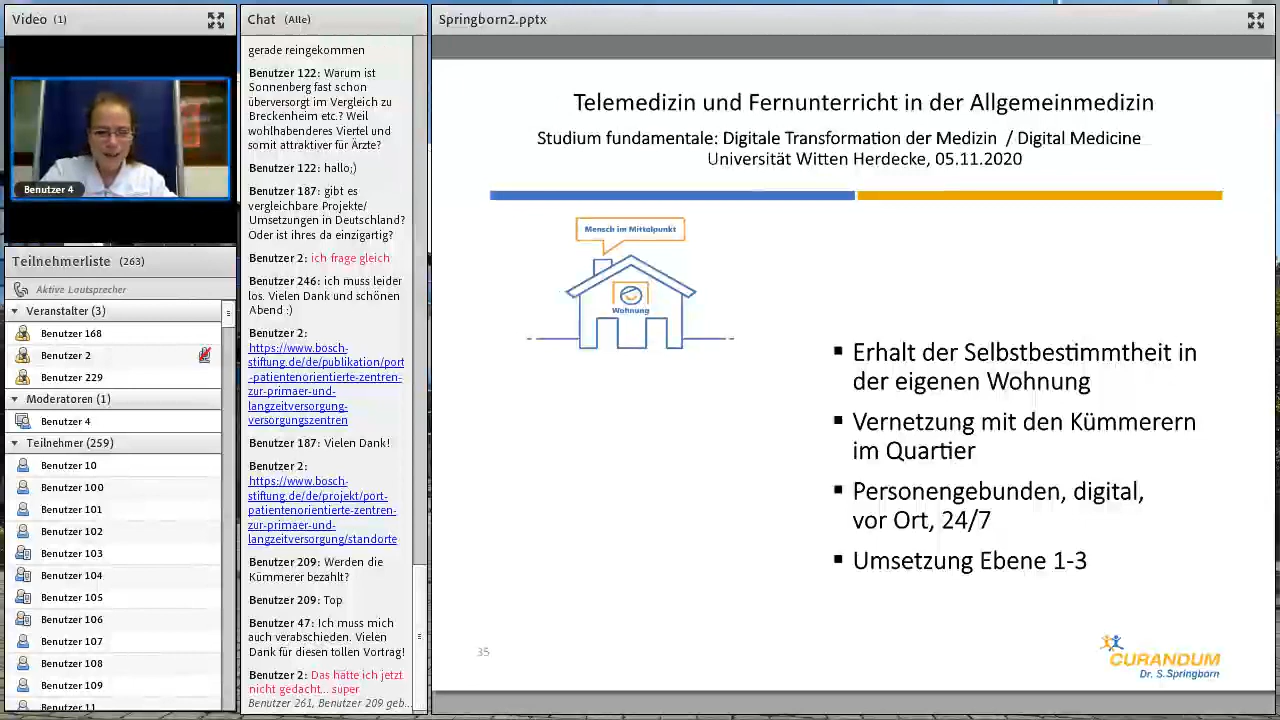 Video (1)
Benutzer 4
Teilnehmerliste (263)
Aktive Lautsprecher
Veranstalter (3)
Benutzer 168
Benutzer 2
Benutzer 229
Moderatoren (1)
Benutzer 4
Teilnehmer (259)
Benutzer 10
Benutzer 100
Benutzer 101
Benutzer 102
Benutzer 103
Benutzer 104
Benutzer 105
Benutzer 106
Benutzer 107
Benutzer 108
Benutzer 109
Benutzer 11
Chat (Alle)
gerade reingekommen
Benutzer 122: Warum ist
Sonnenberg fast schon
überversorgt im Vergleich zu
Breckenheim etc.? Weil
wohlhabenderes Viertel und
somit attraktiver für Ärzte?
Benutzer 122: hallo;)
Benutzer 187: gibt es
vergleichbare Projekte/
Umsetzungen in Deutschland?
Oder ist ihres da einzigartig?
Benutzer 2: ich frage gleich
Benutzer 246: ich muss leider
los. Vielen Dank und schönen
Abend :)
Benutzer 2:
https://www.bosch-
stiftung.de/de/publikation/port
-patientenorientierte-zentren-
zur-primaer-und-
langzeitversorgung-
versorgungszentren
Benutzer 187: Vielen Dank!
Benutzer 2:
https://www.bosch-
stiftung.de/de/projekt/port-
patientenorientierte-zentren-
zur-primaer-und-
langzeitversorgung/standorte
Benutzer 209: Werden die
Kümmerer bezahlt?
Benutzer 209: Top
Benutzer 47: Ich muss mich
auch verabschieden. Vielen
Dank für diesen tollen Vortrag!
Benutzer 2: Das hätte ich jetzt
nicht gedacht... super
Benutzer 261, Benutzer 209 geb...
Springborn2.pptx
Telemedizin und Fernunterricht in der Allgemeinmedizin
Studium fundamentale: Digitale Transformation der Medizin / Digital Medicine
Universität Witten Herdecke, 05.11.2020
Mensch im Mittelpunkt
Wohnung
▪ Erhalt der Selbstbestimmtheit in
der eigenen Wohnung
▪ Vernetzung mit den Kümmerern
im Quartier
▪ Personengebunden, digital,
vor Ort, 24/7
▪ Umsetzung Ebene 1-3
35
CURANDUM
Dr. S.Springborn